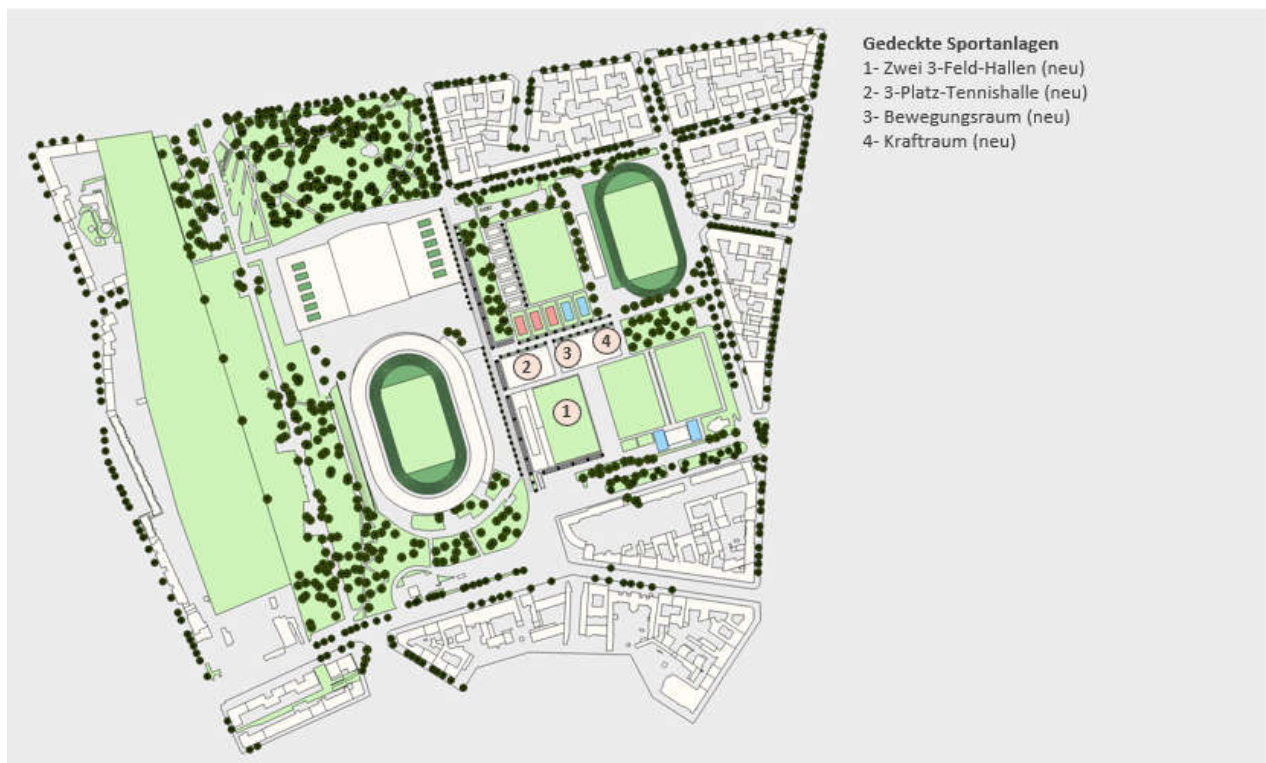 Gedeckte Sportanlagen
1- Zwei 3-Feld-Hallen (neu)
2- 3-Platz-Tennishalle (neu)
3- Bewegungsraum (neu)
4- Kraftraum (neu)
4
3
2
1